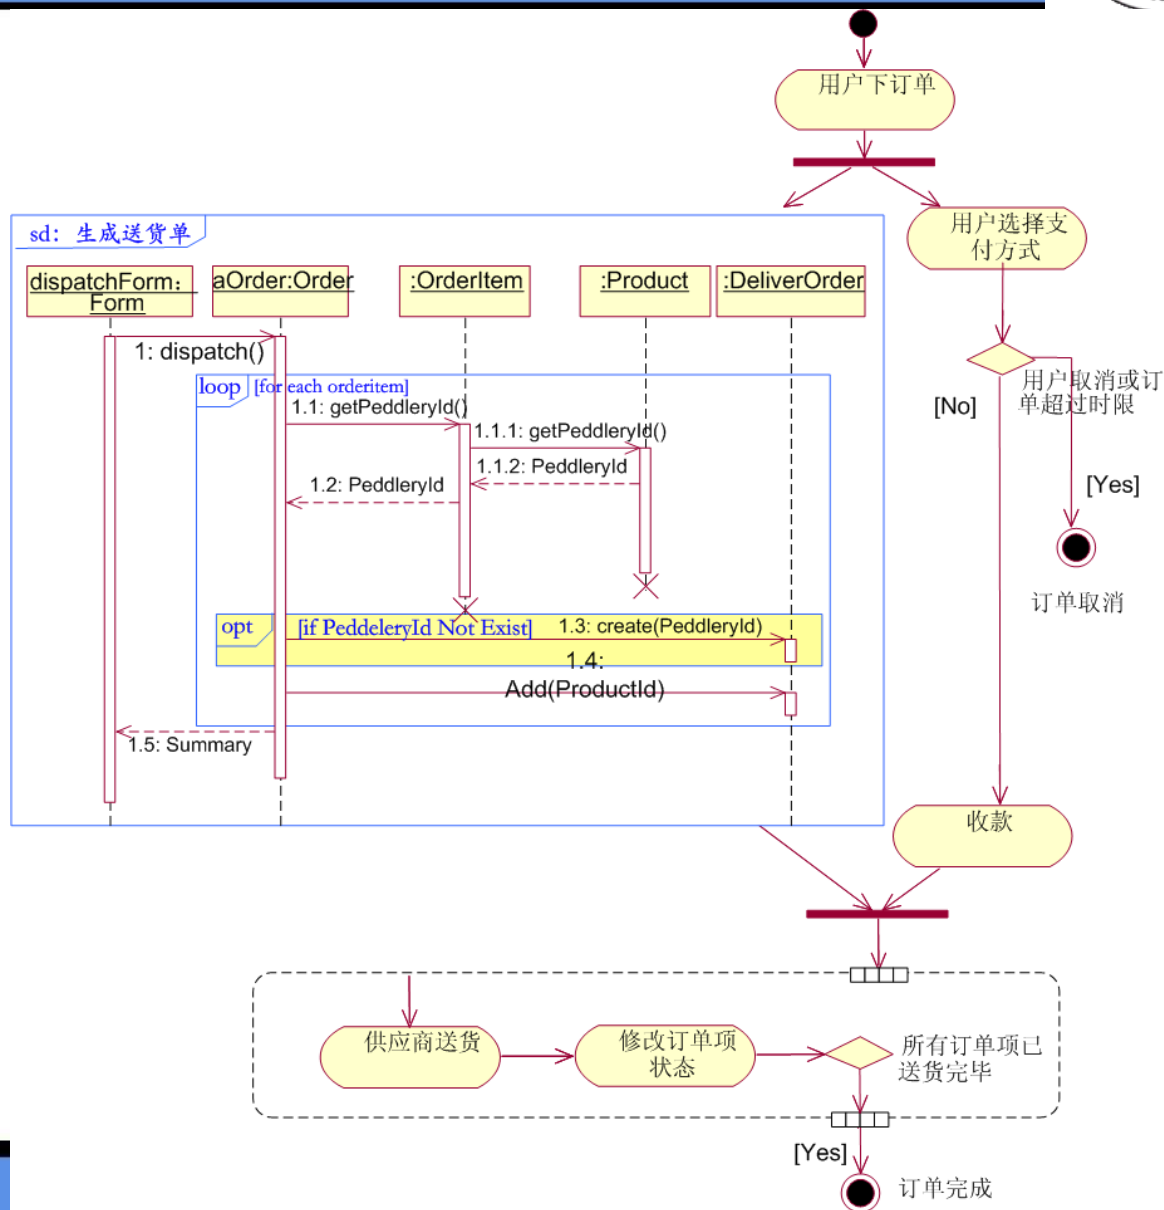 用户下订单
sd: 生成送货单
用户选择支
付方式
dispatchForm:
Form
aOrder:Order
:OrderItem
:Product
:DeliverOrder
1: dispatch()
loop
[for each orderitem]
1.1: getPeddleryId()
1.1.1: getPeddleryId()
1.1.2: PeddleryId
1.2: PeddleryId
用户取消或订
单超过时限
[No]
[Yes]
订单取消
opt
[if PeddeleryId Not Exist]
1.3: create(PeddleryId)
1.4:
Add(ProductId)
1.5: Summary
收款
供应商送货
修改订单项
状态
所有订单项已
送货完毕
[Yes]
订单完成